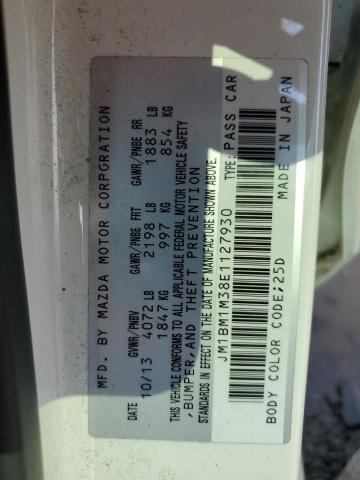 MFD. BY MAZDA MOTOR CORPORATION
GVWR/PNBV GAWR/PNBE FRT GAWR/PNBE RR
DATE 10/13 4072 LB 2198 LB 1883 LB
1847 KG 997 KG 854 KG
THIS VEHICLE CONFORMS TO ALL APPLICABLE FEDERAL MOTOR VEHICLE SAFETY
,BUMPER,AND THEFT PREVENTION
STANDARDS IN EFFECT ON THE DATE OF MANUFACTURE SHOWN ABOVE.
JM1BM1M38E1127930 TYPE: PASS CAR
BODY COLOR CODE:25D MADE IN JAPAN